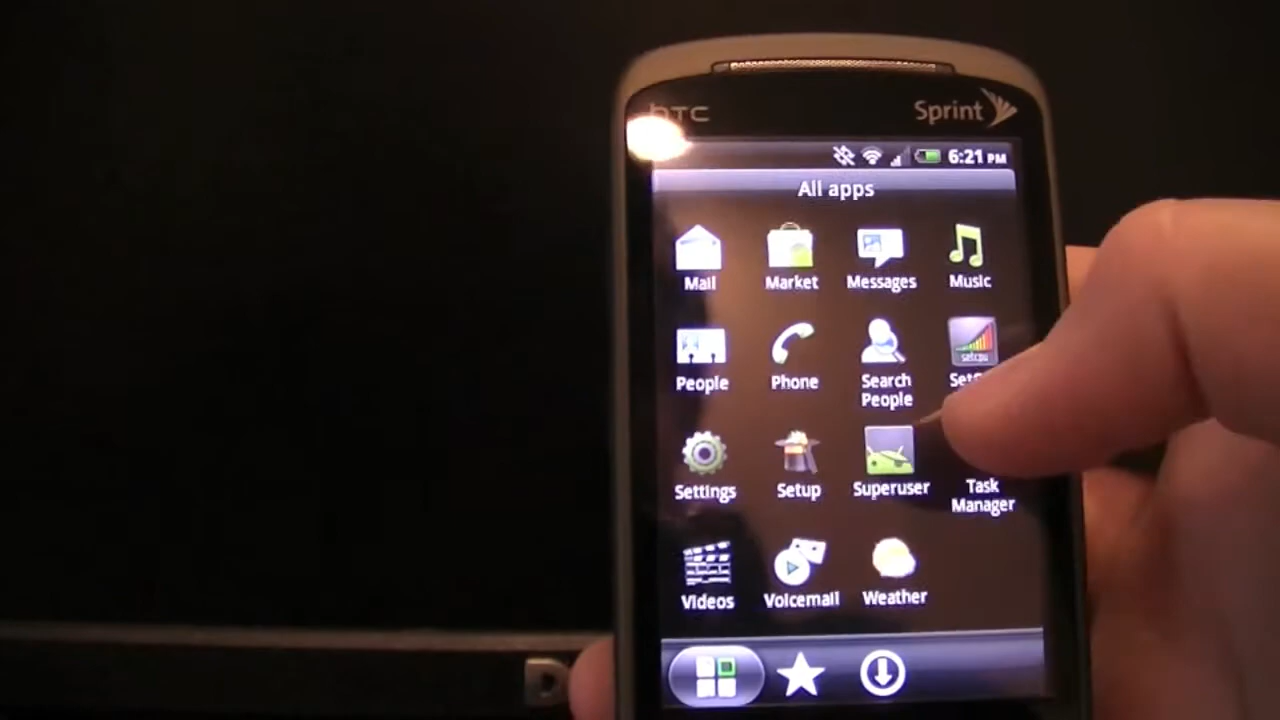 hTC
Sprint
6:21 PM
All apps
Mail
Market
Messages
Music
setcpu
People
Phone
Search
People
Settings
Setup
Superuser
Task
Manager
Videos
Voicemail
Weather
D